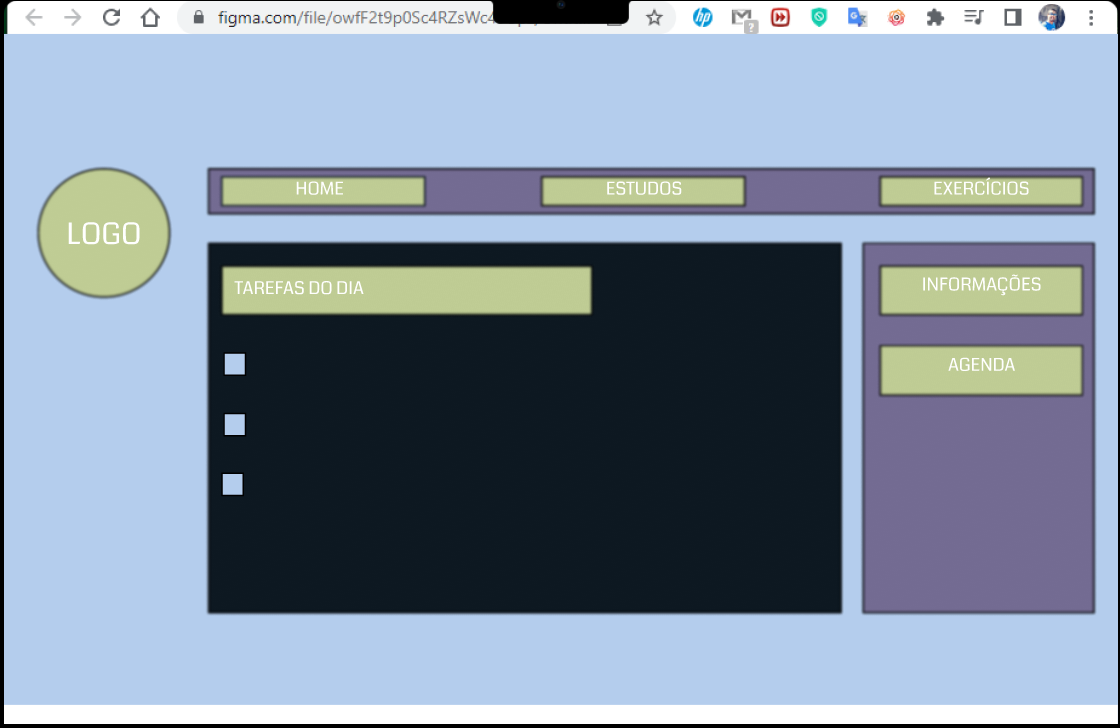 figma.com/file/owfF2t9p0Sc4RZsWc4
LOGO
HOME
ESTUDOS
EXERCÍCIOS
TAREFAS DO DIA
INFORMAÇÕES
AGENDA